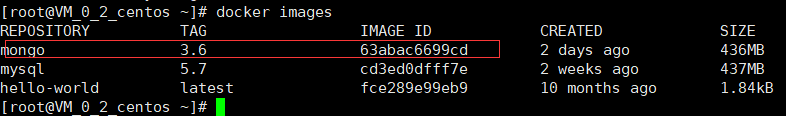 [root@VM_0_2_centos ~]# docker images
REPOSITORY TAG IMAGE ID CREATED SIZE
mongo 3.6 63abac6699cd 2 days ago 436MB
mysql 5.7 cd3ed0dfff7e 2 weeks ago 437MB
hello-world latest fce289e99eb9 10 months ago 1.84kB
[root@VM_0_2_centos ~]#